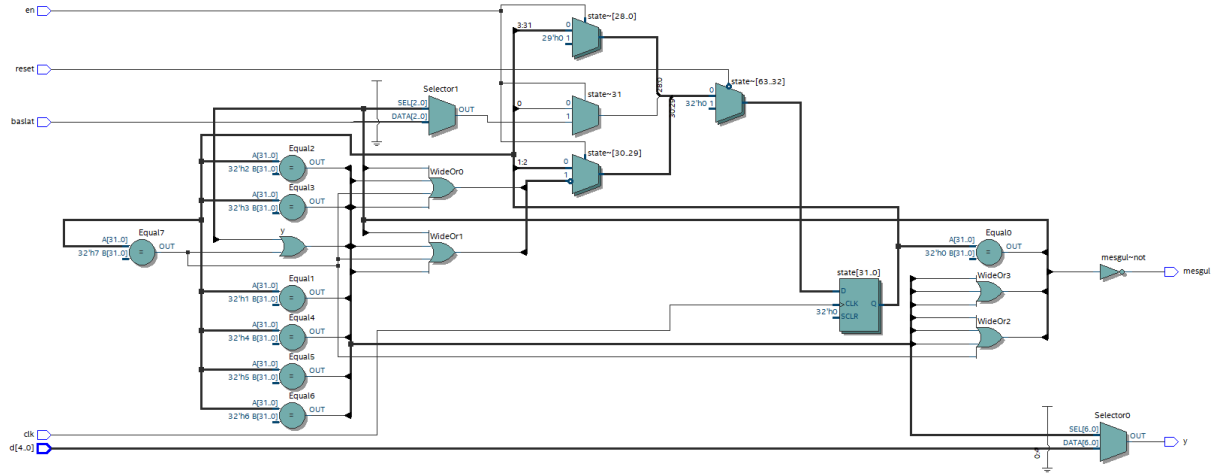 en
state~[28.0]
3:31
0
29'h0 1
reset
state~[63.32]
28:0
Selector1
SEL[2..0]
OUT
DATA[2..0]
baslat
0
state~31
0
1
30:29
0
32'h0 1
Equal2
A[31..0]
OUT
32'h2 B[31..0]
=
state~[30.29]
1:2
0
1
WideOr0
Equal3
A[31..0]
OUT
32'h3 B[31..0]
=
Equal7
A[31..0]
OUT
32'h7 B[31..0]
=
y
WideOr1
Equal0
A[31..0]
OUT
32'h0 B[31..0]
=
mesgul~not
mesgul
Equal1
A[31..0]
OUT
32'h1 B[31..0]
=
state[31..0]
D
CLK
Q
32'h0
SCLR
WideOr3
Equal4
A[31..0]
OUT
32'h4 B[31..0]
=
WideOr2
Equal5
A[31..0]
OUT
32'h5 B[31..0]
=
Equal6
A[31..0]
OUT
32'h6 B[31..0]
=
clk
d[4..0]
Selector0
SEL[6..0]
OUT
DATA[6..0]
y